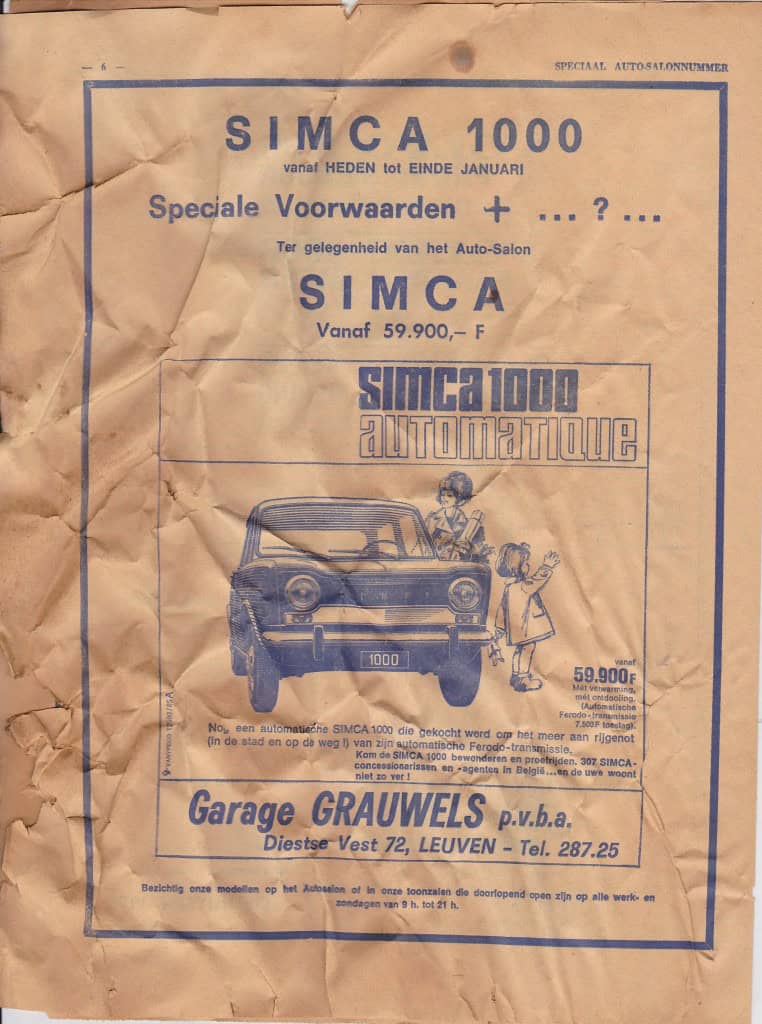 — 6 —
SPECIAAL AUTO-SALONNUMMER
SIMCA 1000
vanaf HEDEN tot EINDE JANUARI
Speciale Voorwaarden + ... ? ...
Ter gelegenheid van het Auto-Salon
SIMCA
Vanaf 59.900,- F
simca 1000
automatique
1000
vanaf
59.900F
Met verwarming,
met ontdooiing.
(Automatische
Ferodo-transmissie
7.500F toeslag).
Nog een automatische SIMCA 1000 die gekocht werd om het meer aan rijgenot
(in de stad en op de weg !) van zijn automatische Ferodo-transmissie.
Kom de SIMCA 1000 bewonderen en proefrijden. 307 SIMCA-
concessionarissen en -agenten in België...en de uwe woont
niet zo ver !
Garage GRAUWELS p.v.b.a.
Diestse Vest 72, LEUVEN - Tel. 287.25
Bezichtig onze modellen op het Autosalon of in onze toonzalen die doorlopend open zijn op alle werk- en
zondagen van 9 h. tot 21 h.